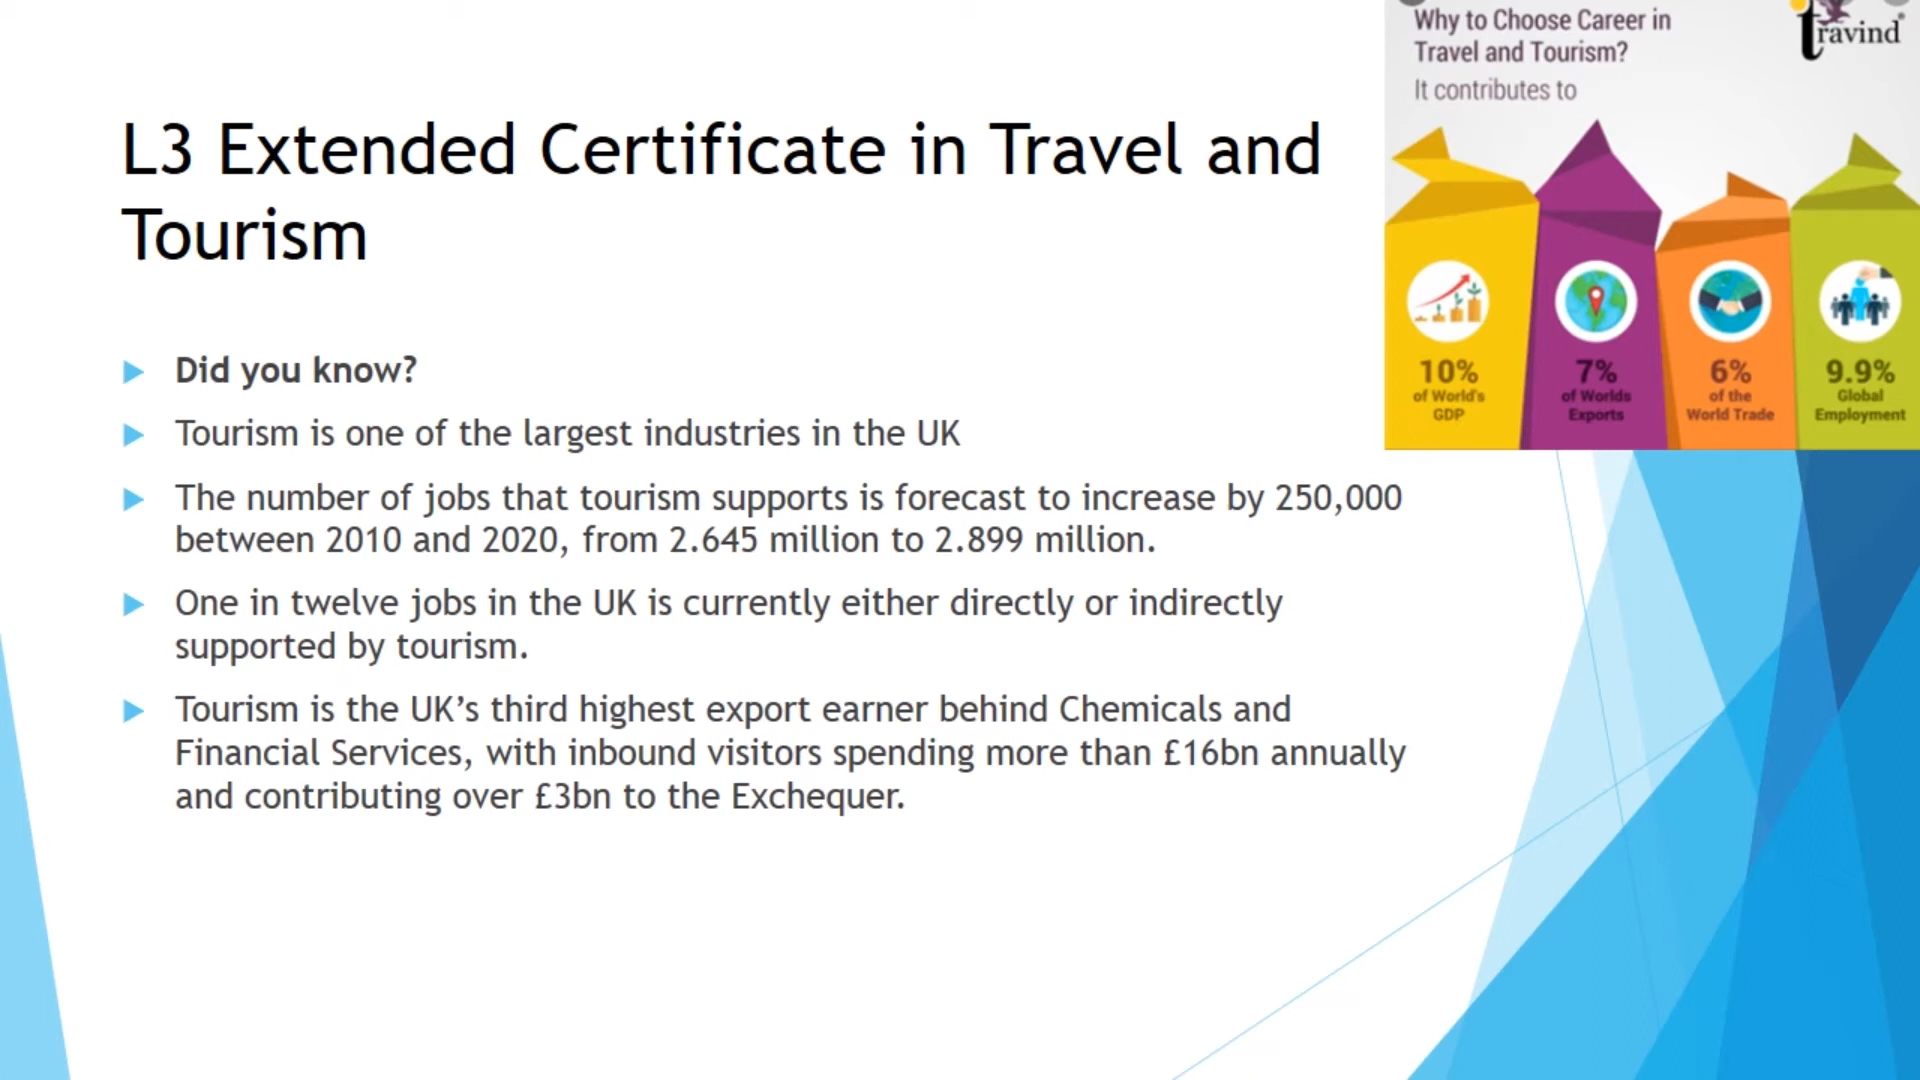 L3 Extended Certificate in Travel and
Tourism
Did you know?
Tourism is one of the largest industries in the UK
The number of jobs that tourism supports is forecast to increase by 250,000
between 2010 and 2020, from 2.645 million to 2.899 million.
One in twelve jobs in the UK is currently either directly or indirectly
supported by tourism.
Tourism is the UK’s third highest export earner behind Chemicals and
Financial Services, with inbound visitors spending more than £16bn annually
and contributing over £3bn to the Exchequer.
Why to Choose Career in
Travel and Tourism?
It contributes to
travind
10%
of World's
GDP
7%
of Worlds
Exports
6%
of the
World Trade
9.9%
Global
Employment